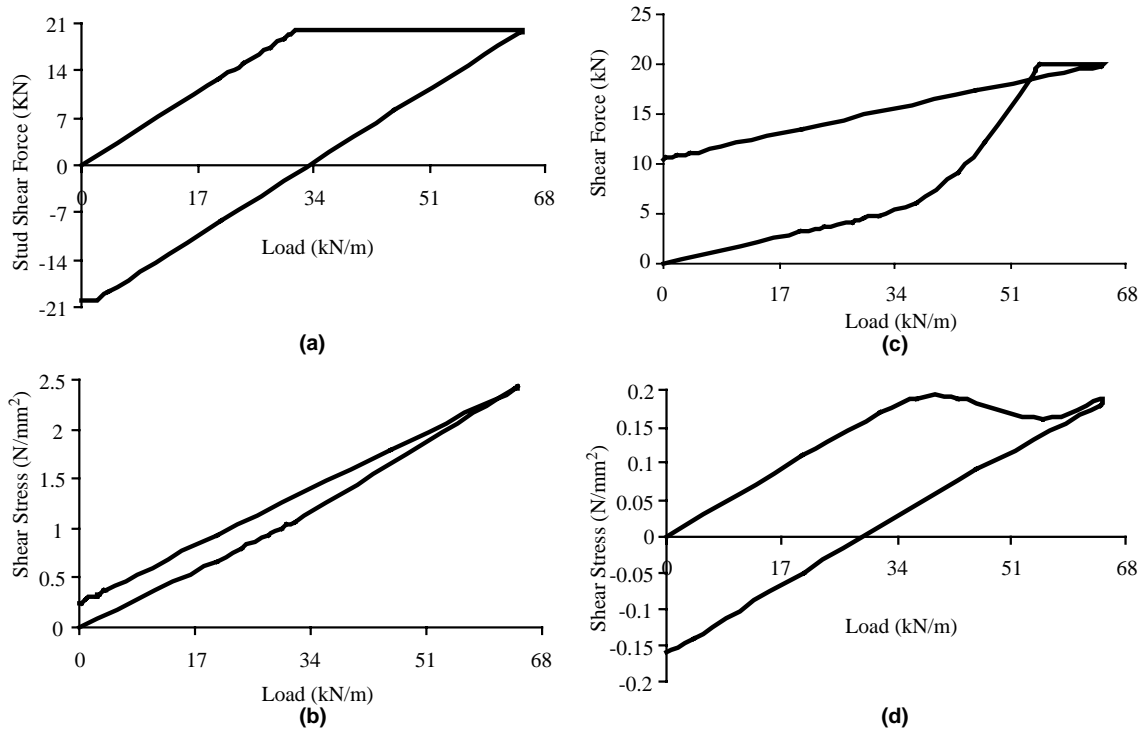 21
14
7
0
-7
-14
-21
Stud Shear Force (KN)
0 17 34 51 68
Load (kN/m)
(a)
25
20
15
10
5
0
Shear Force (kN)
0 17 34 51 68
Load (kN/m)
(c)
2.5
2
1.5
1
0.5
0
Shear Stress (N/mm²)
0 17 34 51 68
Load (kN/m)
(b)
0.2
0.15
0.1
0.05
0
-0.05
-0.1
-0.15
-0.2
Shear Stress (N/mm²)
0 17 34 51 68
Load (kN/m)
(d)